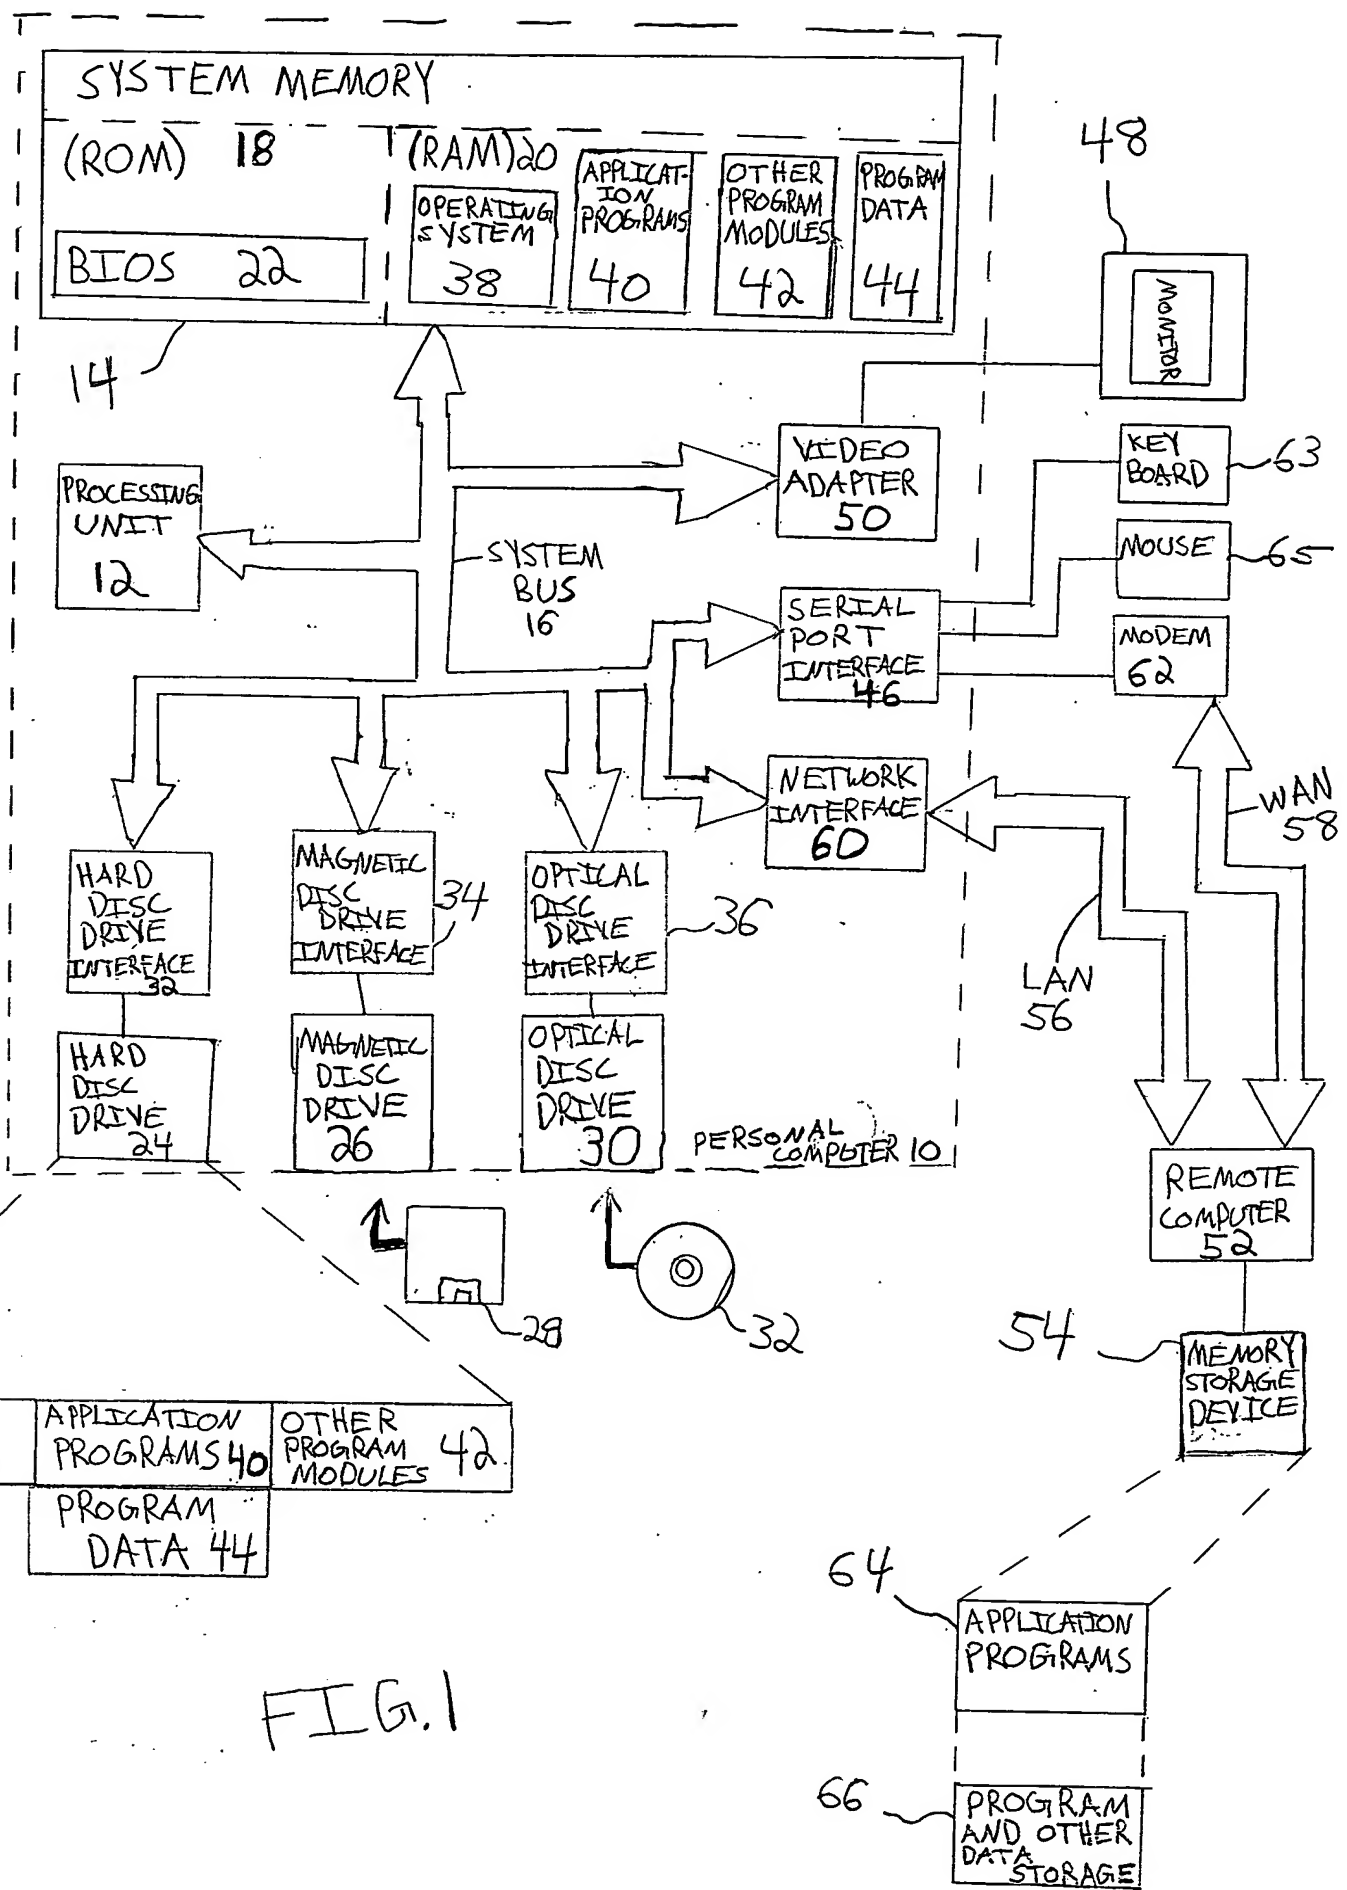 SYSTEM MEMORY
(ROM) 18
BIOS 22
(RAM) 20
OPERATING
SYSTEM
38
APPLICAT-
ION
PROGRAMS
40
OTHER
PROGRAM
MODULES
42
PROGRAM
DATA
44
14
48
MONITOR
PROCESSING
UNIT
12
VIDEO
ADAPTER
50
KEY
BOARD
63
SYSTEM
BUS
16
MOUSE
65
SERIAL
PORT
INTERFACE
46
MODEM
62
NETWORK
INTERFACE
60
WAN
58
HARD
DISC
DRIVE
INTERFACE
32
MAGNETIC
DISC
DRIVE
INTERFACE
34
OPTICAL
DISC
DRIVE
INTERFACE
36
LAN
56
HARD
DISC
DRIVE
24
MAGNETIC
DISC
DRIVE
26
OPTICAL
DISC
DRIVE
30
PERSONAL
COMPUTER 10
REMOTE
COMPUTER
52
28
32
54
MEMORY
STORAGE
DEVICE
APPLICATION
PROGRAMS 40
OTHER
PROGRAM
MODULES
42
PROGRAM
DATA 44
64
APPLICATION
PROGRAMS
66
PROGRAM
AND OTHER
DATA
STORAGE
FIG. 1